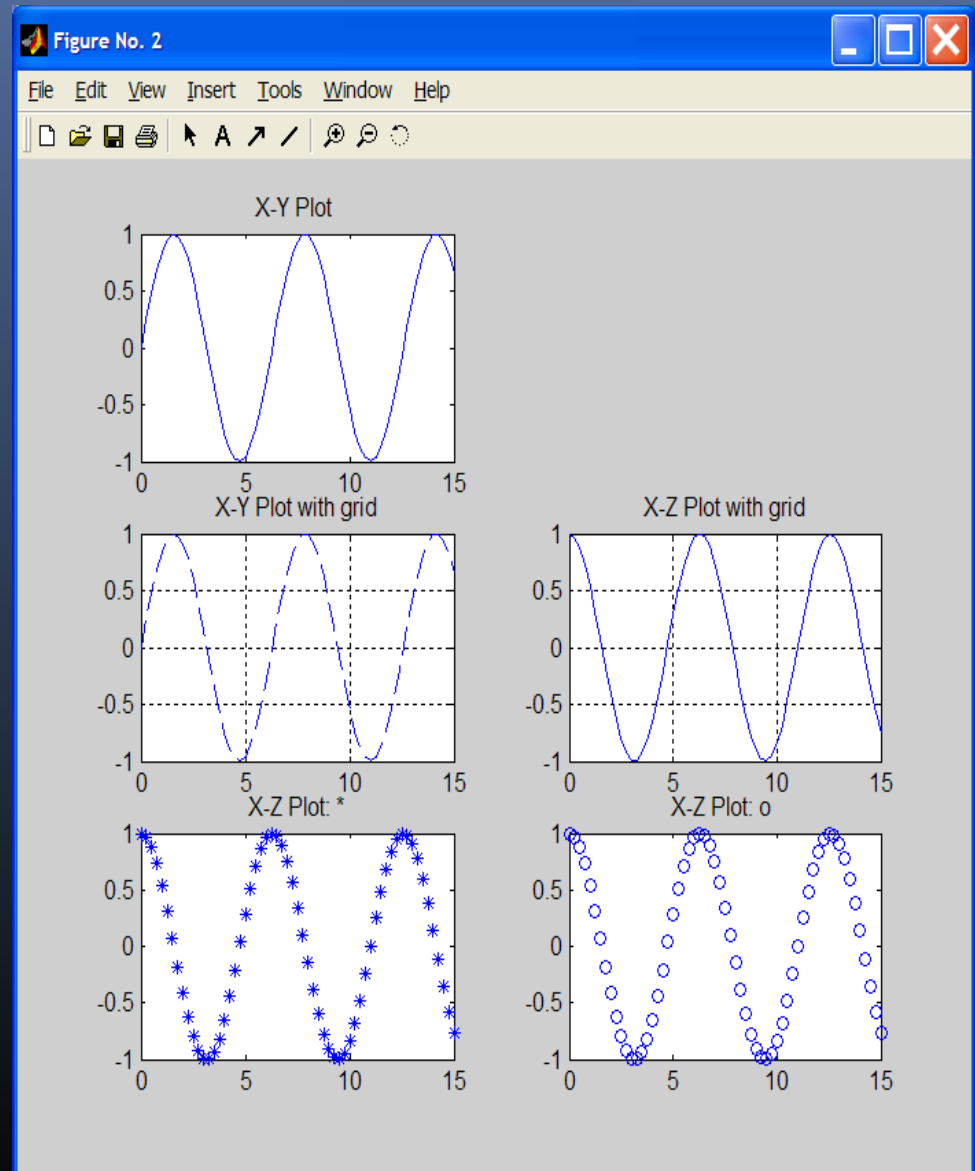 Figure No. 2
File Edit View Insert Tools Window Help
A
X-Y Plot
1
0.5
0
-0.5
-1
0 5 10 15
X-Y Plot with grid
1
0.5
0
-0.5
-1
0 5 10 15
X-Z Plot with grid
1
0.5
0
-0.5
-1
0 5 10 15
X-Z Plot: *
1
0.5
0
-0.5
-1
0 5 10 15
X-Z Plot: o
1
0.5
0
-0.5
-1
0 5 10 15